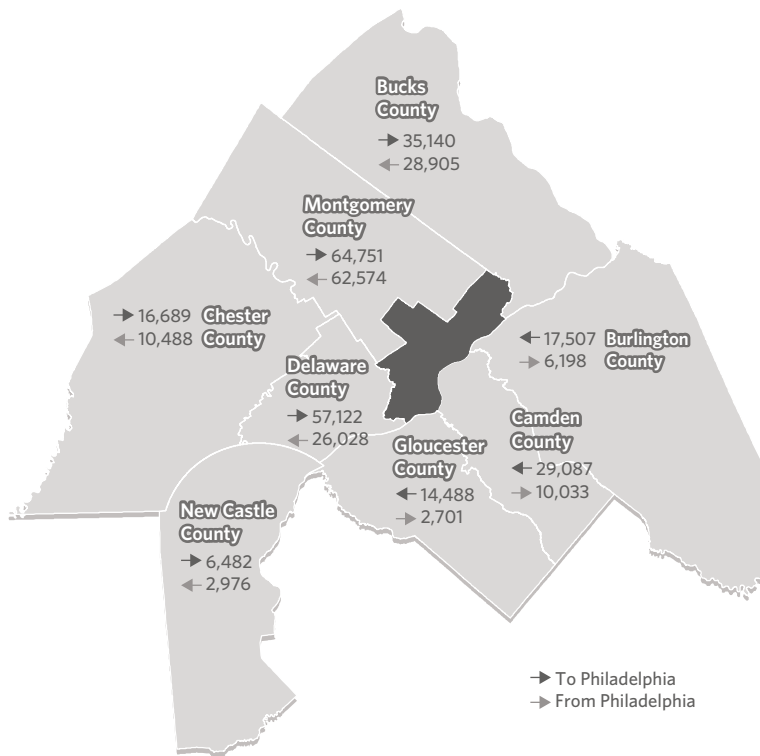 Bucks
County
35,140
28,905
Montgomery
County
64,751
62,574
16,689 Chester
10,488 County
Delaware
County
57,122
26,028
17,507 Burlington
6,198 County
Camden
County
29,087
10,033
Gloucester
County
14,488
2,701
New Castle
County
6,482
2,976
To Philadelphia
From Philadelphia